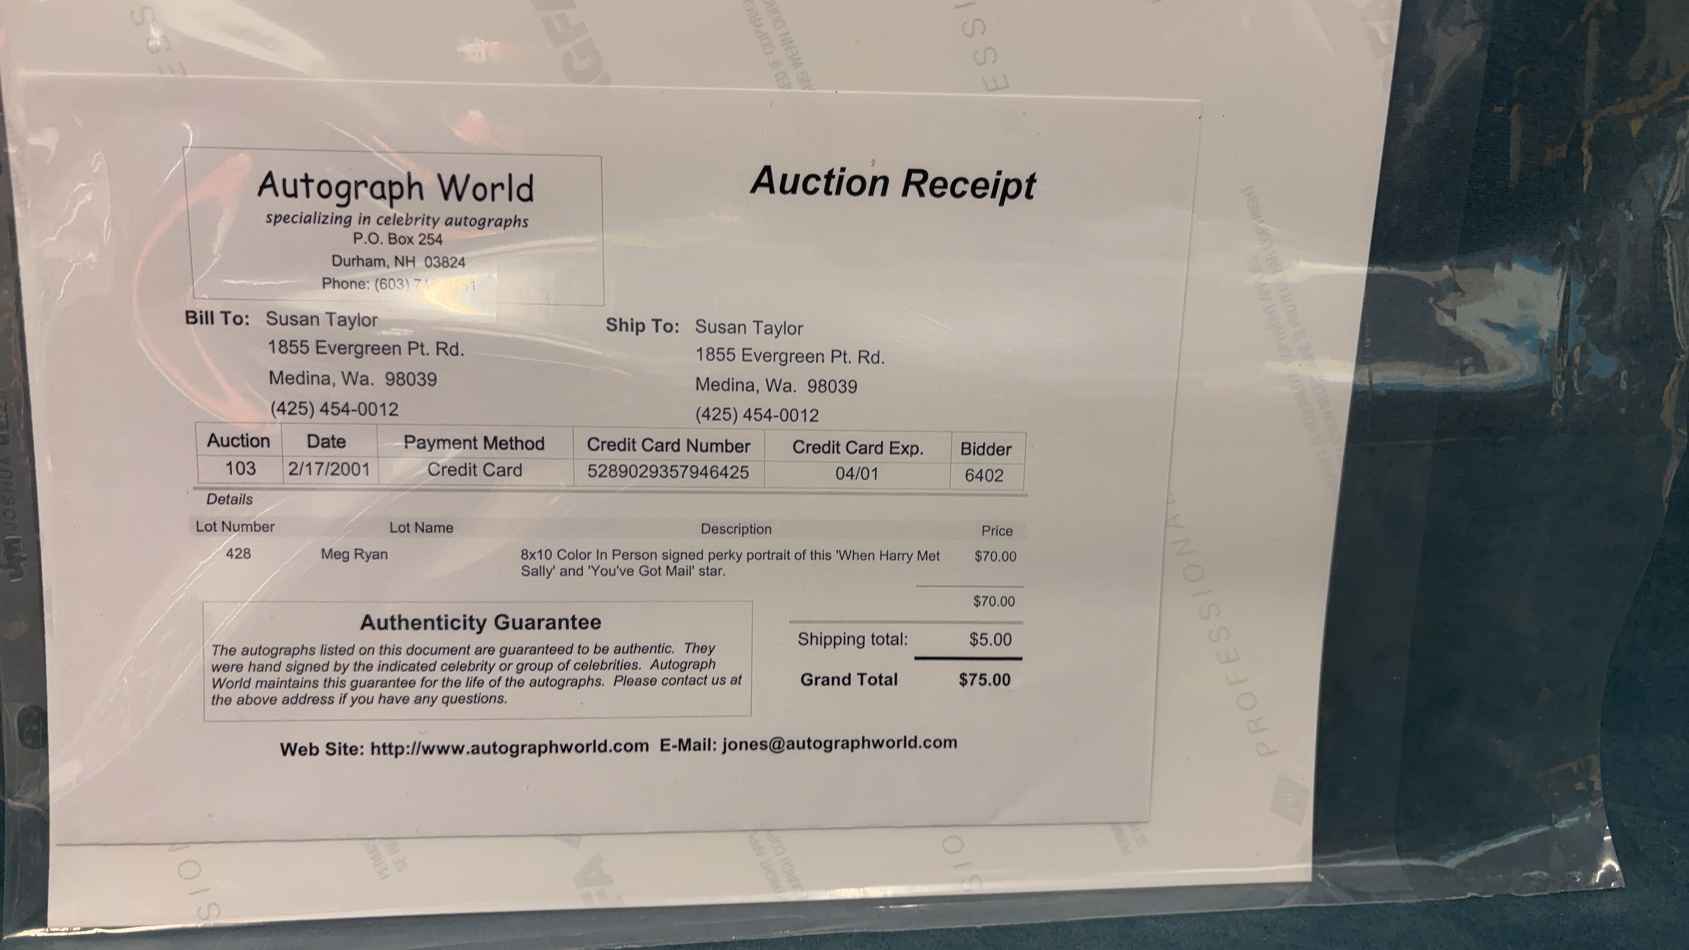 Autograph World
specializing in celebrity autographs
P.O. Box 254
Durham, NH 03824
Phone: (603)
Auction Receipt
Bill To: Susan Taylor
1855 Evergreen Pt. Rd.
Medina, Wa. 98039
(425) 454-0012
Ship To: Susan Taylor
1855 Evergreen Pt. Rd.
Medina, Wa. 98039
(425) 454-0012
Auction Date Payment Method Credit Card Number Credit Card Exp. Bidder
103 2/17/2001 Credit Card 5289029357946425 04/01 6402
Details
Lot Number Lot Name Description Price
428 Meg Ryan 8x10 Color In Person signed perky portrait of this 'When Harry Met $70.00
Sally' and 'You've Got Mail' star.
$70.00
Shipping total: $5.00
Grand Total $75.00
Authenticity Guarantee
The autographs listed on this document are guaranteed to be authentic. They
were hand signed by the indicated celebrity or group of celebrities. Autograph
World maintains this guarantee for the life of the autographs. Please contact us at
the above address if you have any questions.
Web Site: http://www.autographworld.com E-Mail: jones@autographworld.com
PROFESSIONAL